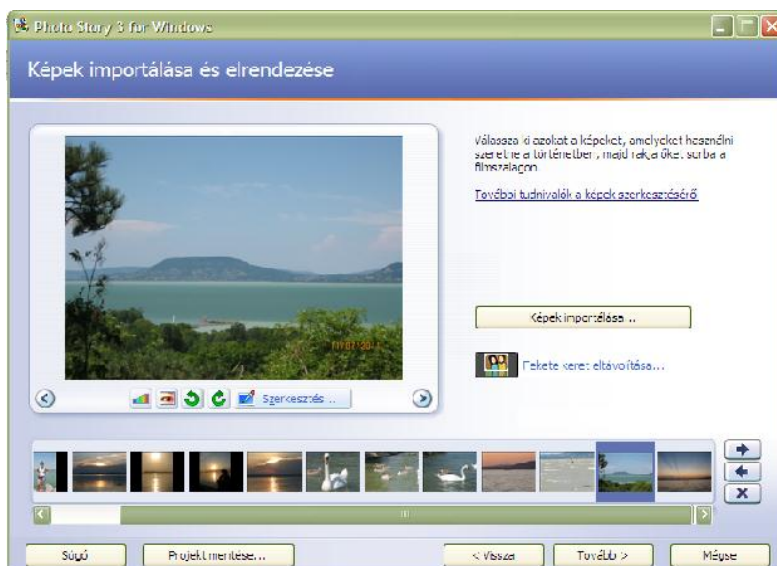 Photo Story 3 for Windows
Képek importálása és elrendezése
Válassza ki azokat a képeket, amelyeket használni
szeretne a történetben, majd rakja őket sorba a
filmszalagon.
További tudnivalók a képek szerkesztéséről
Képek importálása...
Fekete keret eltávolítása...
Szerkesztés...
Súgó
Projekt mentése...
< Vissza
Tovább >
Mégse